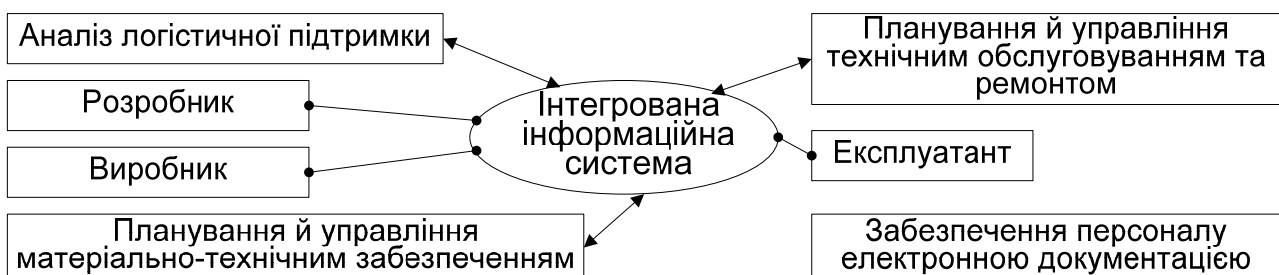 Аналіз логістичної підтримки
Розробник
Виробник
Планування й управління
матеріально-технічним забезпеченням
Інтегрована
інформаційна
система
Планування й управління
технічним обслуговуванням та
ремонтом
Експлуатант
Забезпечення персоналу
електронною документацією